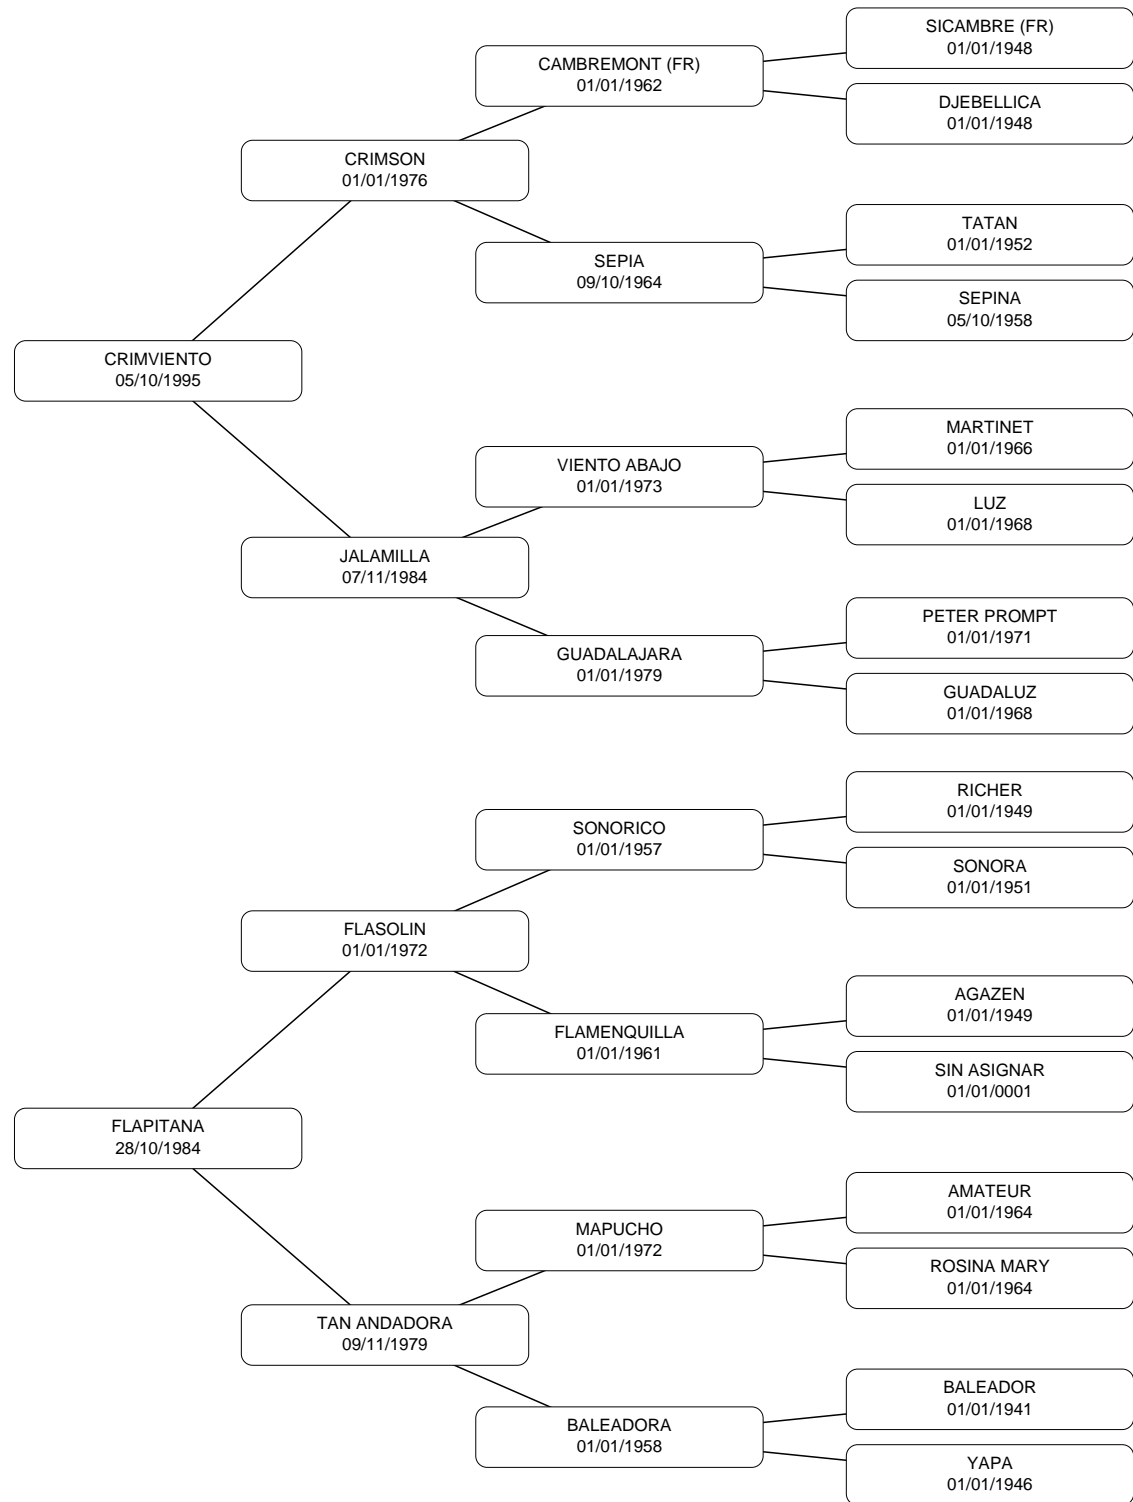 SICAMBRE (FR)
01/01/1948
CAMBREMONT (FR)
01/01/1962
DJEBELLICA
01/01/1948
CRIMSON
01/01/1976
TATAN
01/01/1952
SEPIA
09/10/1964
SEPINA
05/10/1958
CRIMVIENTO
05/10/1995
MARTINET
01/01/1966
VIENTO ABAJO
01/01/1973
LUZ
01/01/1968
JALAMILLA
07/11/1984
PETER PROMPT
01/01/1971
GUADALAJARA
01/01/1979
GUADALUZ
01/01/1968
RICHER
01/01/1949
SONORICO
01/01/1957
SONORA
01/01/1951
FLASOLIN
01/01/1972
AGAZEN
01/01/1949
FLAMENQUILLA
01/01/1961
SIN ASIGNAR
01/01/0001
FLAPITANA
28/10/1984
AMATEUR
01/01/1964
MAPUCHO
01/01/1972
ROSINA MARY
01/01/1964
TAN ANDADORA
09/11/1979
BALEADOR
01/01/1941
BALEADORA
01/01/1958
YAPA
01/01/1946